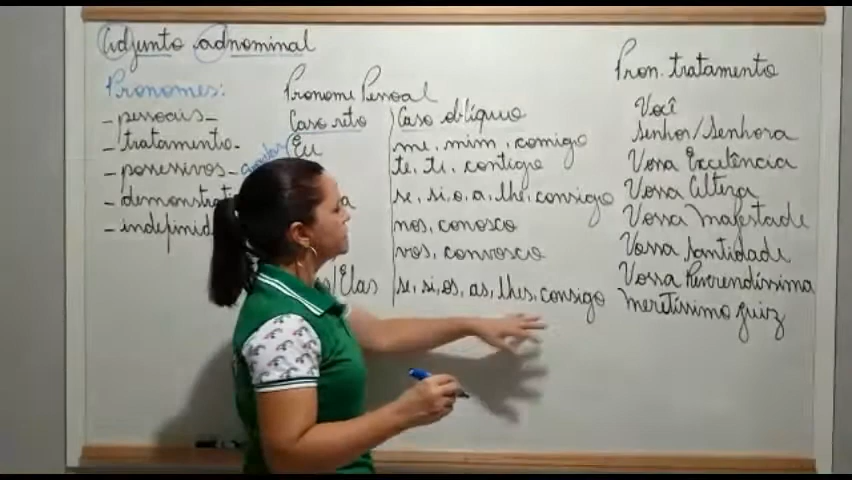 Adjunto adnominal
Pronomes:
- pessoais -
- tratamento -
- possessivos -
- demonstrati
- indefinid
Pronome Pessoal
Caso reto
Eu
a
/Elas
Caso oblíquo
me, mim, comigo
te, ti, contigo
se, si, o, a, lhe, consigo
nos, conosco
vos, convosco
se, si, os, as, lhes, consigo
Pron. tratamento
Você
Senhor/Senhora
Vossa Excelência
Vossa Alteza
Vossa Majestade
Vossa Santidade
Vossa Reverendíssima
Meretíssimo Juiz